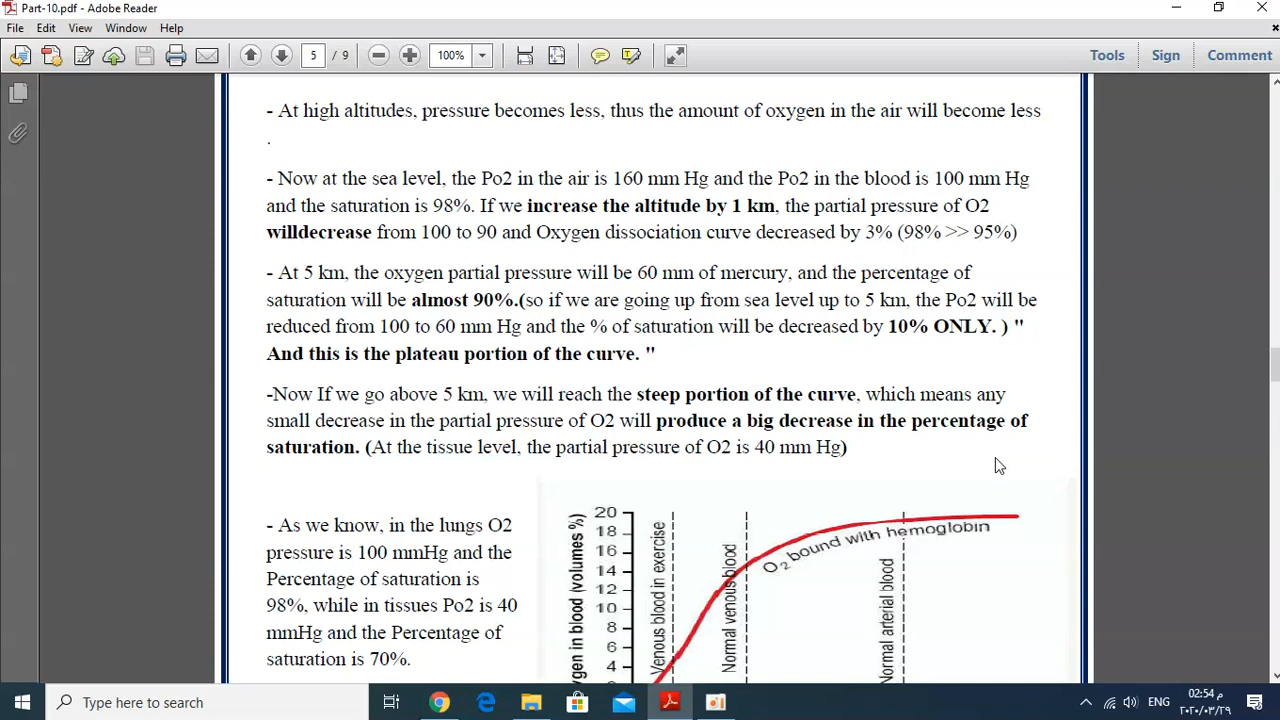 Part-10.pdf - Adobe Reader
File Edit View Window Help
5 / 9 100% Tools Sign Comment
- At high altitudes, pressure becomes less, thus the amount of oxygen in the air will become less
.
- Now at the sea level, the Po2 in the air is 160 mm Hg and the Po2 in the blood is 100 mm Hg
and the saturation is 98%. If we increase the altitude by 1 km, the partial pressure of O2
willdecrease from 100 to 90 and Oxygen dissociation curve decreased by 3% (98% >> 95%)
- At 5 km, the oxygen partial pressure will be 60 mm of mercury, and the percentage of
saturation will be almost 90%.(so if we are going up from sea level up to 5 km, the Po2 will be
reduced from 100 to 60 mm Hg and the % of saturation will be decreased by 10% ONLY. ) "
And this is the plateau portion of the curve. "
-Now If we go above 5 km, we will reach the steep portion of the curve, which means any
small decrease in the partial pressure of O2 will produce a big decrease in the percentage of
saturation. (At the tissue level, the partial pressure of O2 is 40 mm Hg)
- As we know, in the lungs O2
pressure is 100 mmHg and the
Percentage of saturation is
98%, while in tissues Po2 is 40
mmHg and the Percentage of
saturation is 70%.
gen in blood (volumes %)
20
18
16
14
12
10
8
6
4
Venous blood in exercise
Normal venous blood
O2 bound with hemoglobin
Normal arterial blood
Type here to search
ENG
02:54 م
٢٠٢٠/٠٣/٢٩